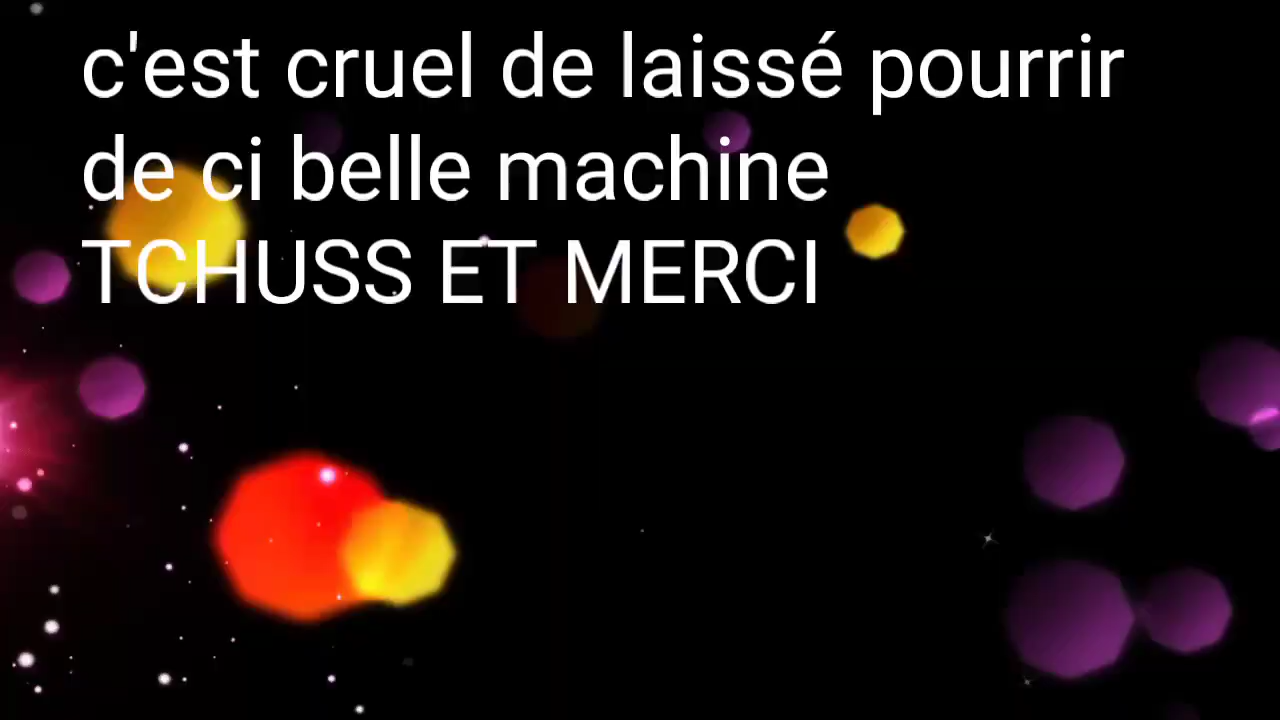 c'est cruel de laissé pourrir
de ci belle machine
TCHUSS ET MERCI